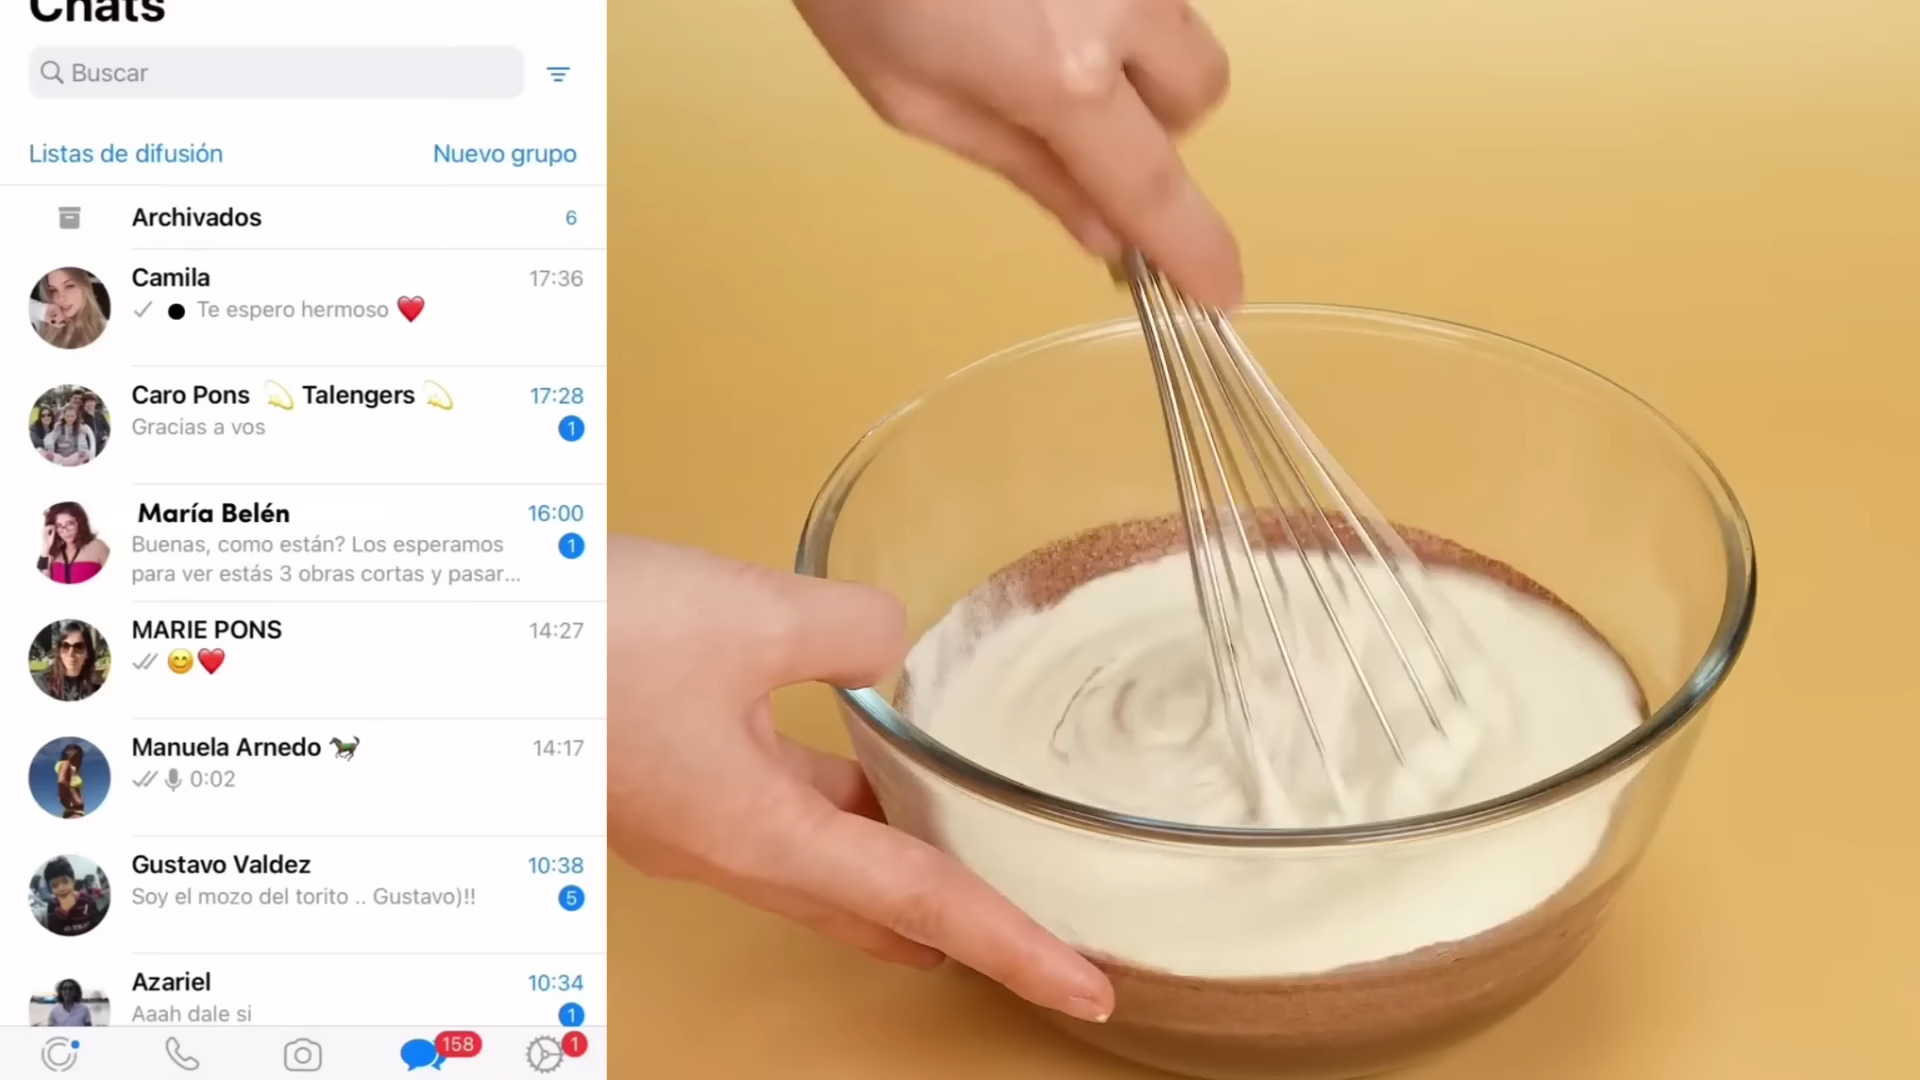 Chats
Buscar
Listas de difusión
Nuevo grupo
Archivados
6
Camila
17:36
Te espero hermoso ❤️
Caro Pons 💫 Talengers 💫
17:28
Gracias a vos
1
María Belén
16:00
Buenas, como están? Los esperamos
1
para ver estás 3 obras cortas y pasar...
MARIE PONS
14:27
😊❤️
Manuela Arnedo 🐎
14:17
0:02
Gustavo Valdez
10:38
Soy el mozo del torito .. Gustavo)!!
5
Azariel
10:34
Aaah dale si
1
158
1